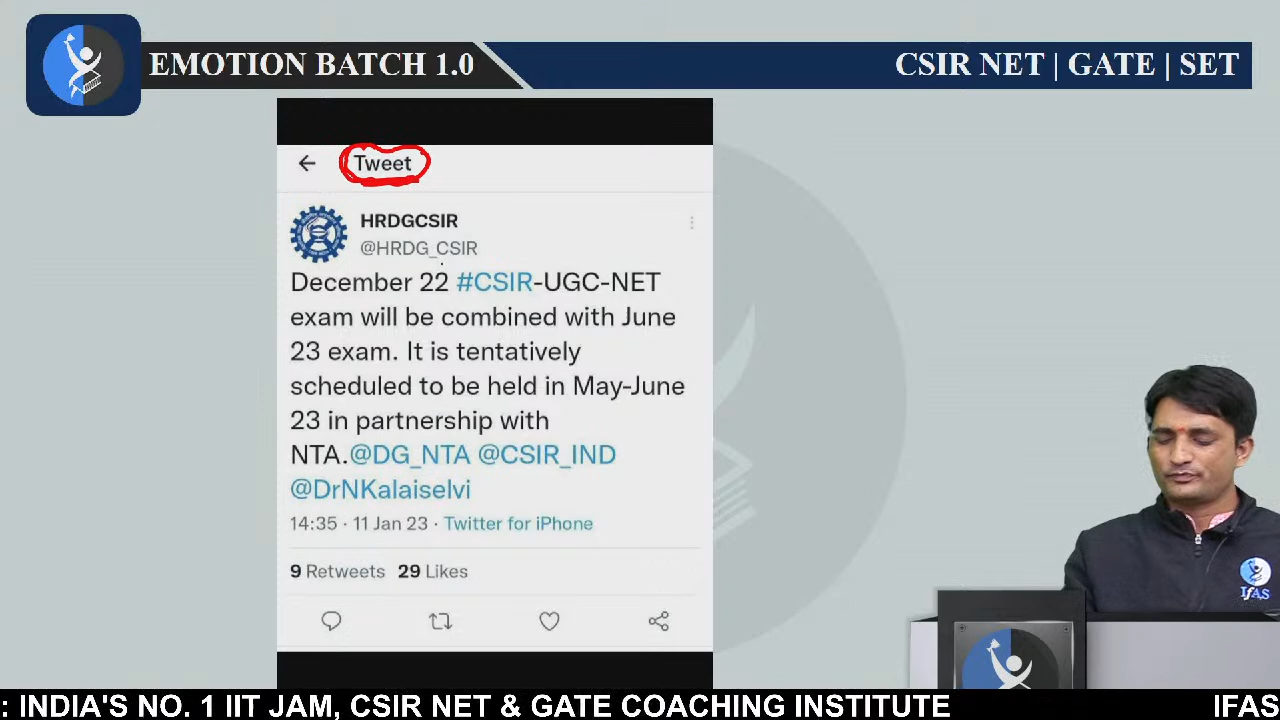 EMOTION BATCH 1.0
CSIR NET | GATE | SET
Tweet
HRDGCSIR
@HRDG_CSIR
December 22 #CSIR-UGC-NET
exam will be combined with June
23 exam. It is tentatively
scheduled to be held in May-June
23 in partnership with
NTA.@DG_NTA @CSIR_IND
@DrNKalaiselvi
14:35 · 11 Jan 23 · Twitter for iPhone
9 Retweets 29 Likes
IFAS
: INDIA'S NO. 1 IIT JAM, CSIR NET & GATE COACHING INSTITUTE
IFAS